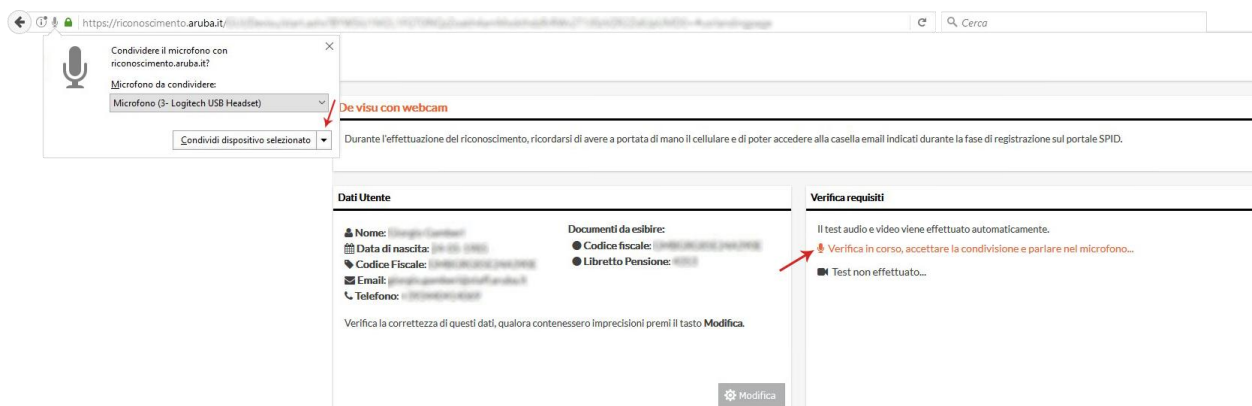 https://riconoscimento.aruba.it/
Cerca
Condividere il microfono con
riconoscimento.aruba.it?
Microfono da condividere:
Microfono (3- Logitech USB Headset)
Condividi dispositivo selezionato
De visu con webcam
Durante l'effettuazione del riconoscimento, ricordarsi di avere a portata di mano il cellulare e di poter accedere alla casella email indicati durante la fase di registrazione sul portale SPID.
Dati Utente
Nome:
Data di nascita:
Codice Fiscale:
Email:
Telefono:
Documenti da esibire:
Codice fiscale:
Libretto Pensione:
Verifica la correttezza di questi dati, qualora contenessero imprecisioni premi il tasto Modifica.
Modifica
Verifica requisiti
Il test audio e video viene effettuato automaticamente.
Verifica in corso, accettare la condivisione e parlare nel microfono...
Test non effettuato...